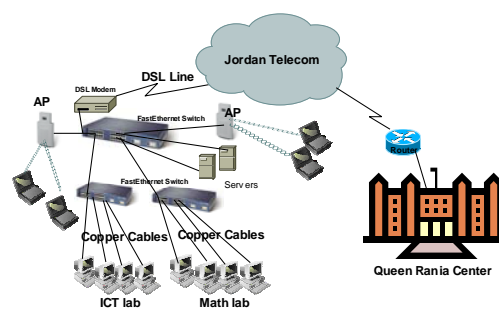 Jordan Telecom
DSL Line
DSL Modem
AP
FastEthernet Switch
AP
Router
Servers
FastEthernet Switch
Copper Cables
Copper Cables
Queen Rania Center
ICT lab
Math lab